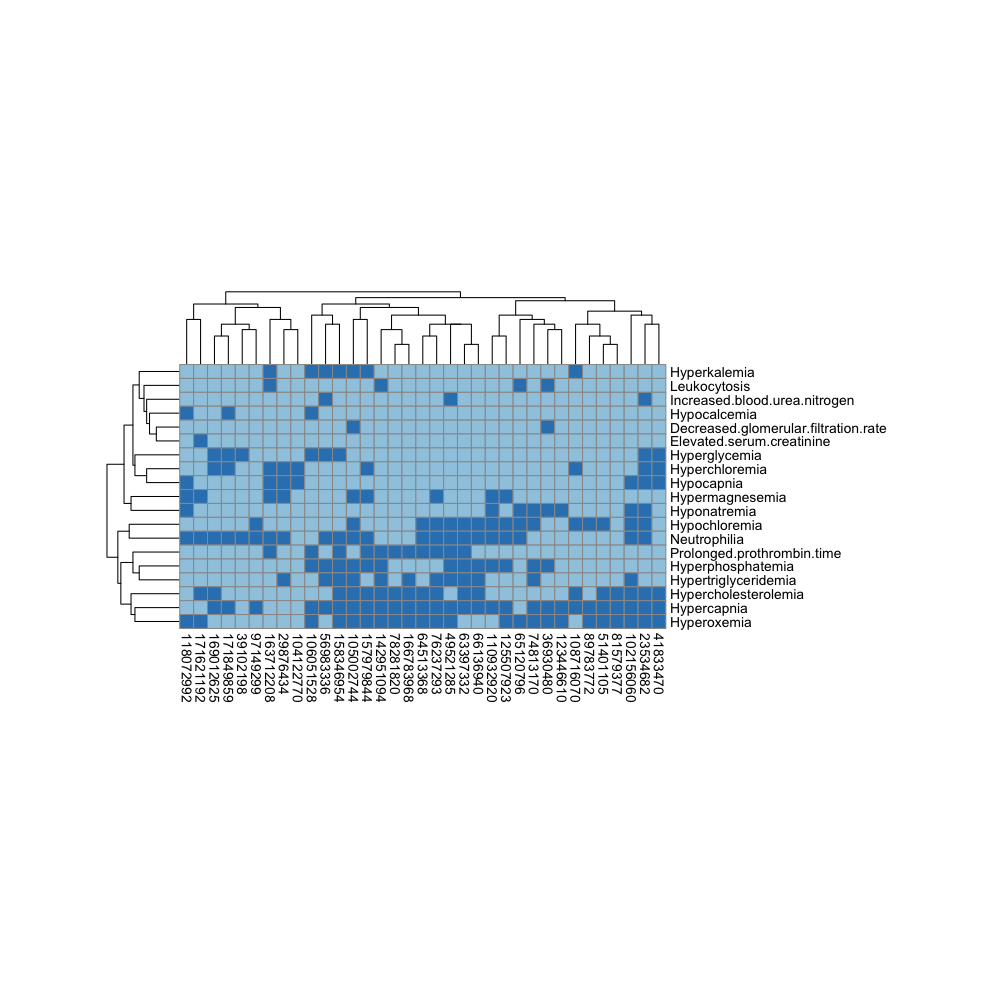 Hyperkalemia
Leukocytosis
Increased.blood.urea.nitrogen
Hypocalcemia
Decreased.glomerular.filtration.rate
Elevated.serum.creatinine
Hyperglycemia
Hyperchloremia
Hypocapnia
Hypermagnesemia
Hyponatremia
Hypochloremia
Neutrophilia
Prolonged.prothrombin.time
Hyperphosphatemia
Hypertriglyceridemia
Hypercholesterolemia
Hypercapnia
Hyperoxemia
118072992
171621192
169012625
171849859
39102198
97149299
163712208
29876434
104122770
106051528
56983336
158346954
105002744
157979844
142951094
78281820
166783968
64513368
76237293
49521285
63397332
66136940
110932920
125507923
65120796
74813170
36930480
123446610
108716070
89783772
51401105
81579377
102156060
23534682
41833470